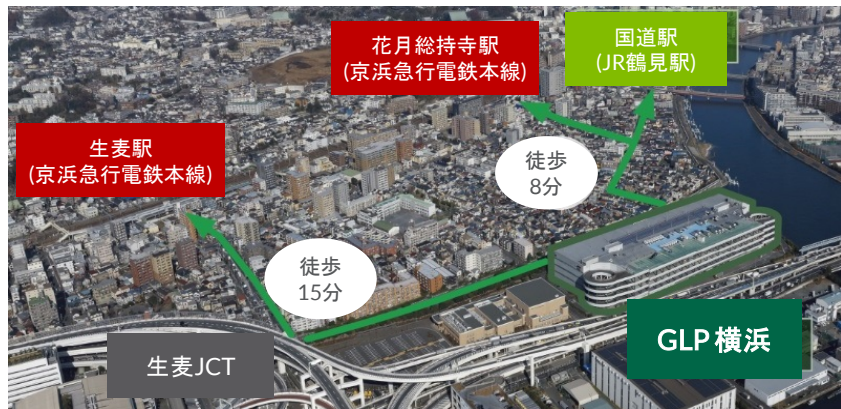 花月総持寺駅
(京浜急行電鉄本線)
国道駅
(JR鶴見駅)
生麦駅
(京浜急行電鉄本線)
徒歩
8分
徒歩
15分
GLP 横浜
生麦JCT